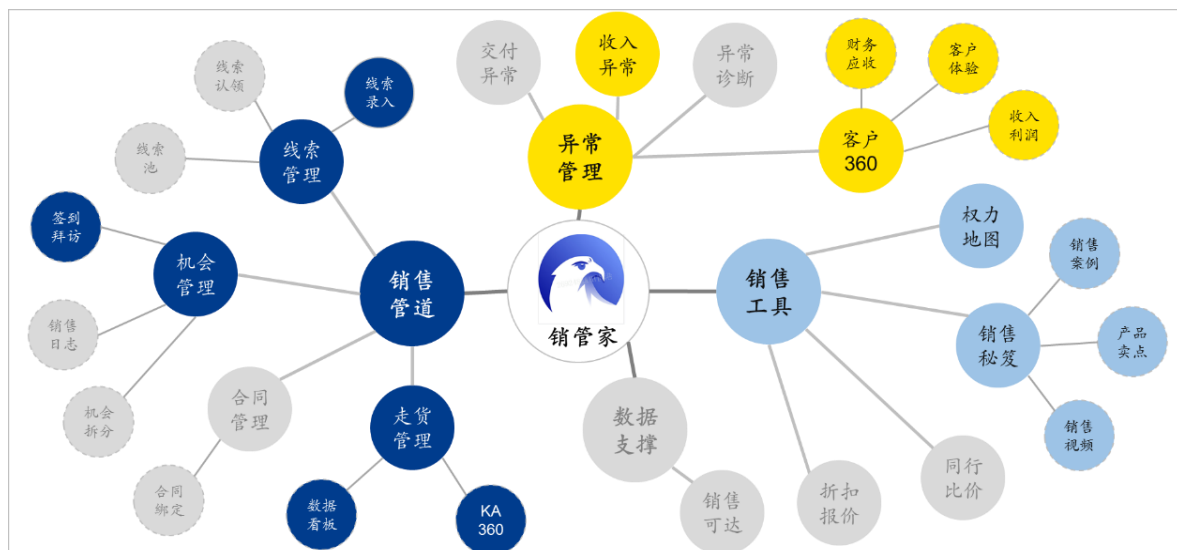 交付
异常
收入
异常
异常
诊断
财务
应收
客户
体验
线索
认领
线索
录入
收入
利润
线索
管理
异常
管理
客户
360
线索
池
签到
拜访
权力
地图
销售
案例
机会
管理
销售
管道
销管家
销售
工具
销售
日志
销售
秘笈
产品
卖点
机会
拆分
合同
管理
走货
管理
数据
支撑
销售
视频
合同
绑定
数据
看板
KA
360
销售
可达
折扣
报价
同行
比价